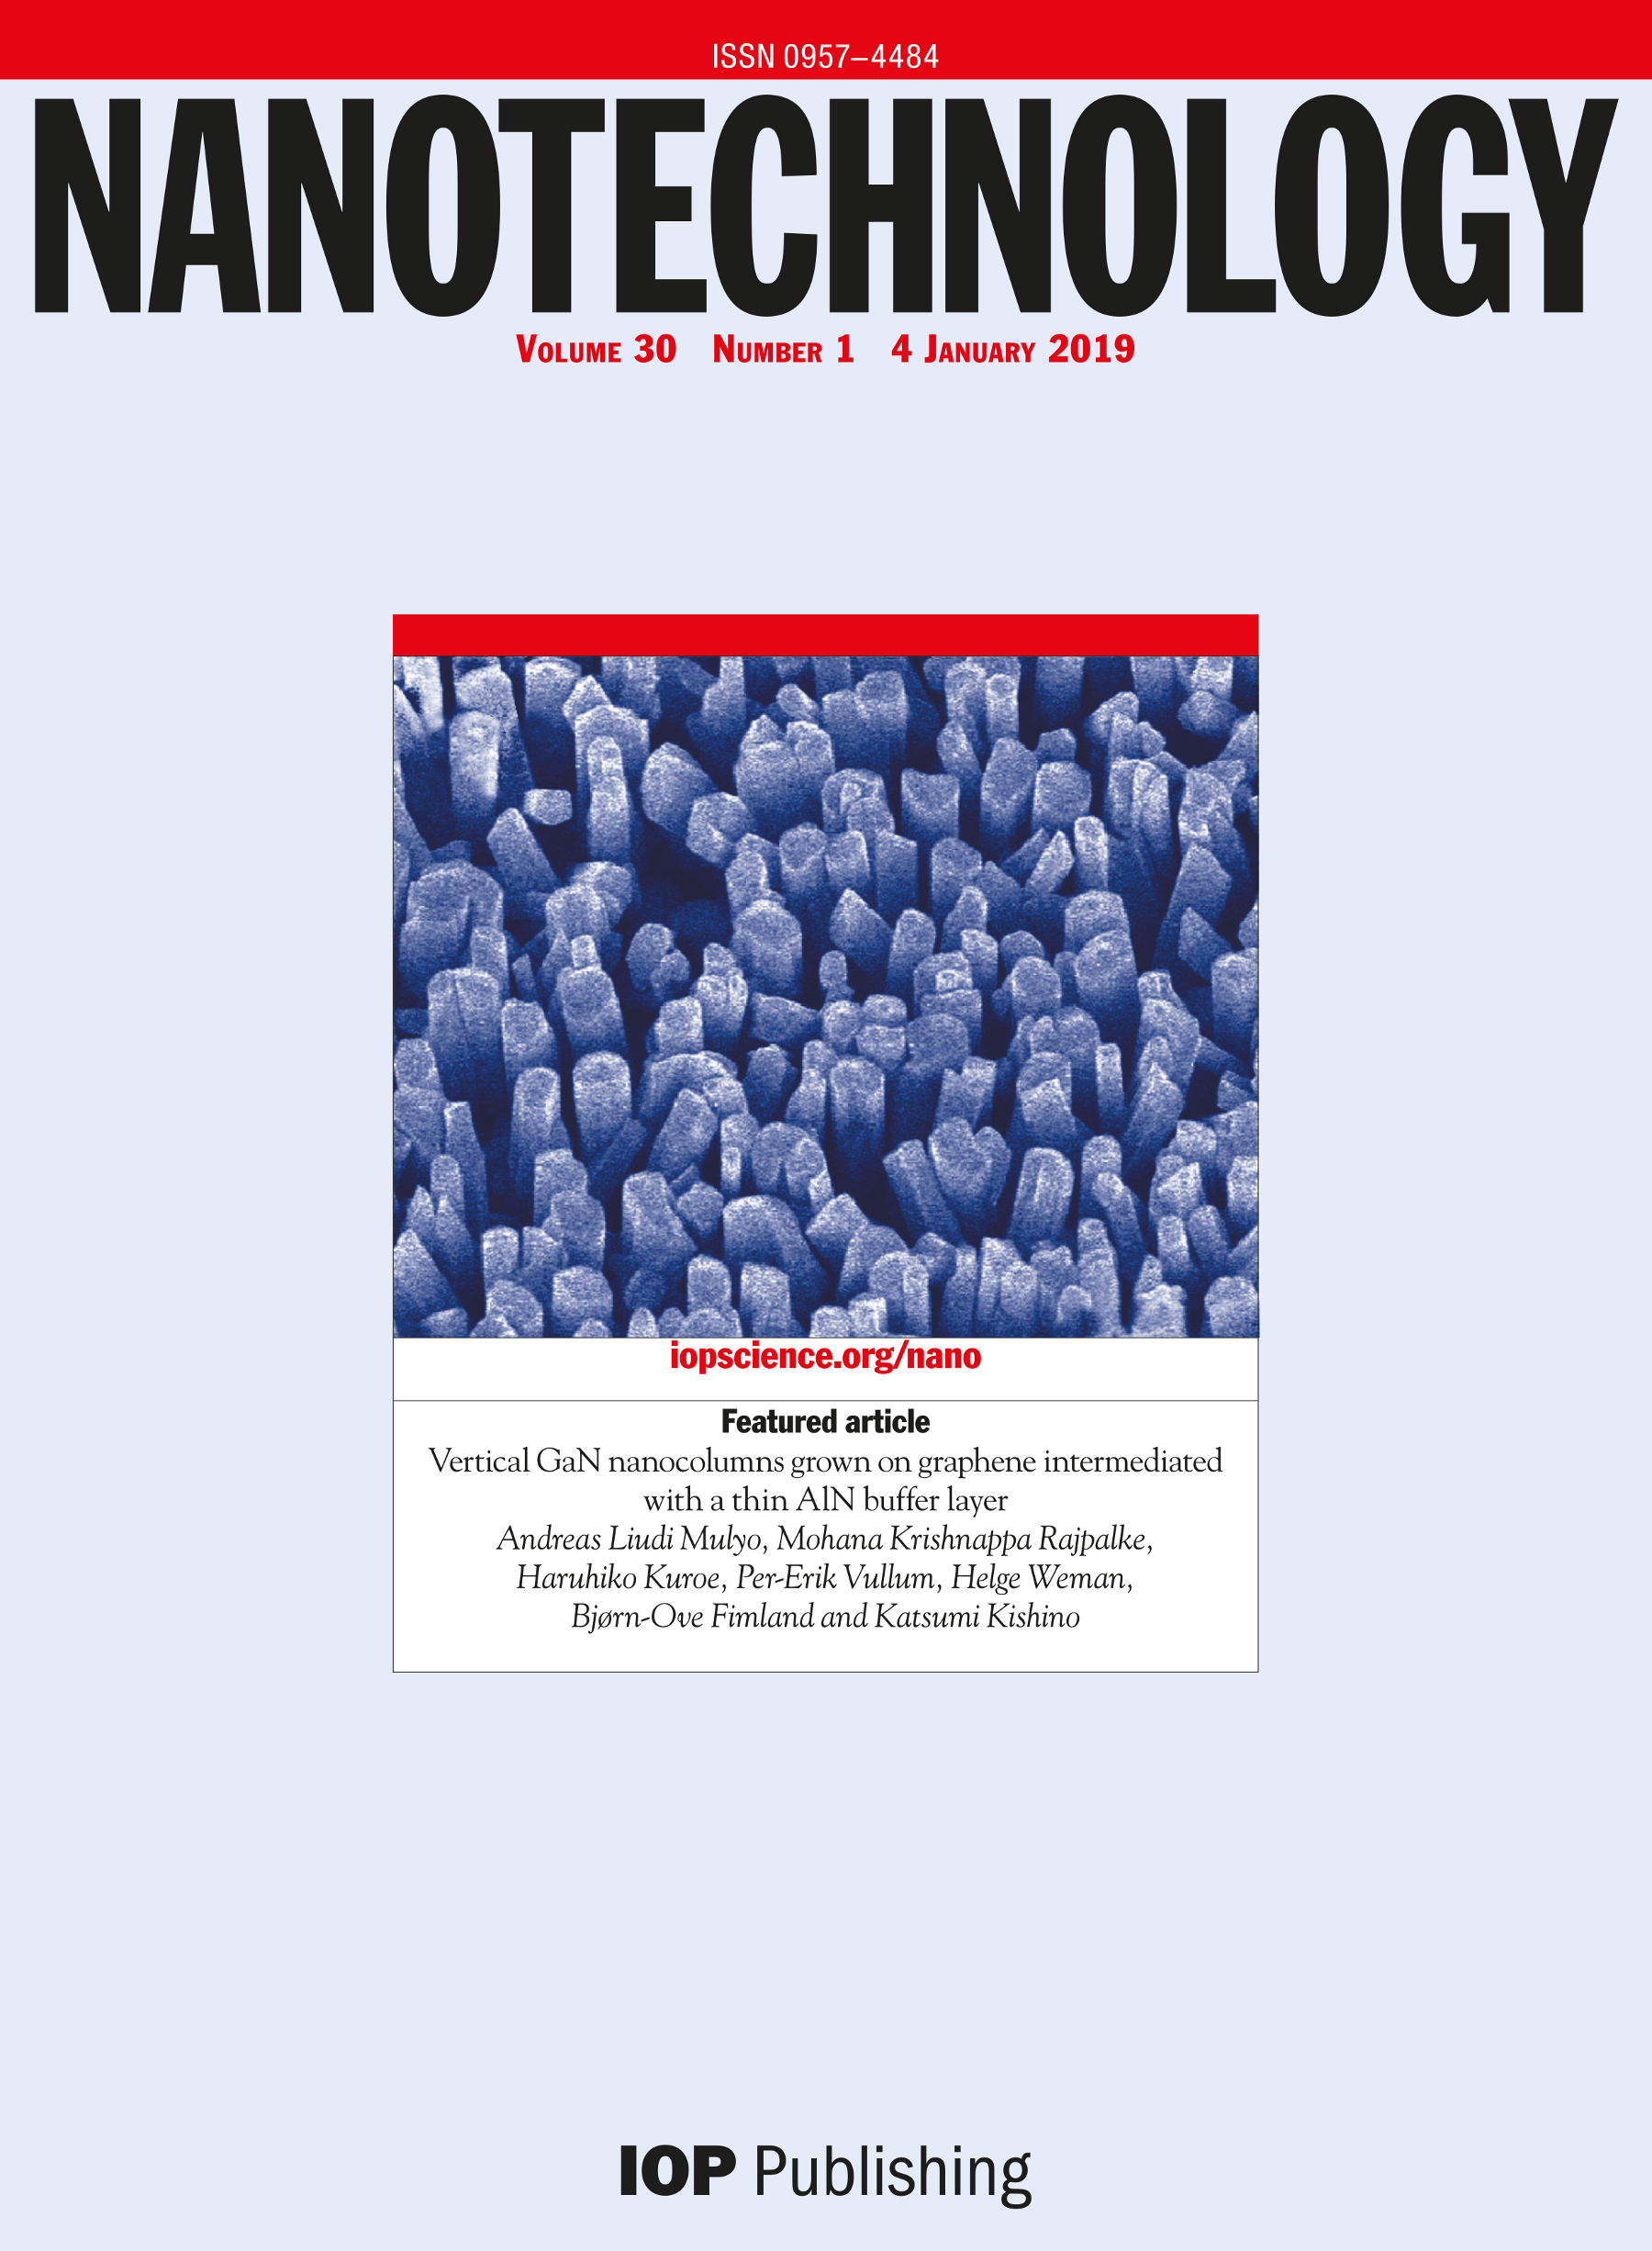 ISSN 0957–4484
NANOTECHNOLOGY
Volume 30 Number 1 4 January 2019
iopscience.org/nano
Featured article
Vertical GaN nanocolumns grown on graphene intermediated
with a thin AlN buffer layer
Andreas Liudi Mulyo, Mohana Krishnappa Rajpalke,
Haruhiko Kuroe, Per-Erik Vullum, Helge Weman,
Bjørn-Ove Fimland and Katsumi Kishino
IOP Publishing